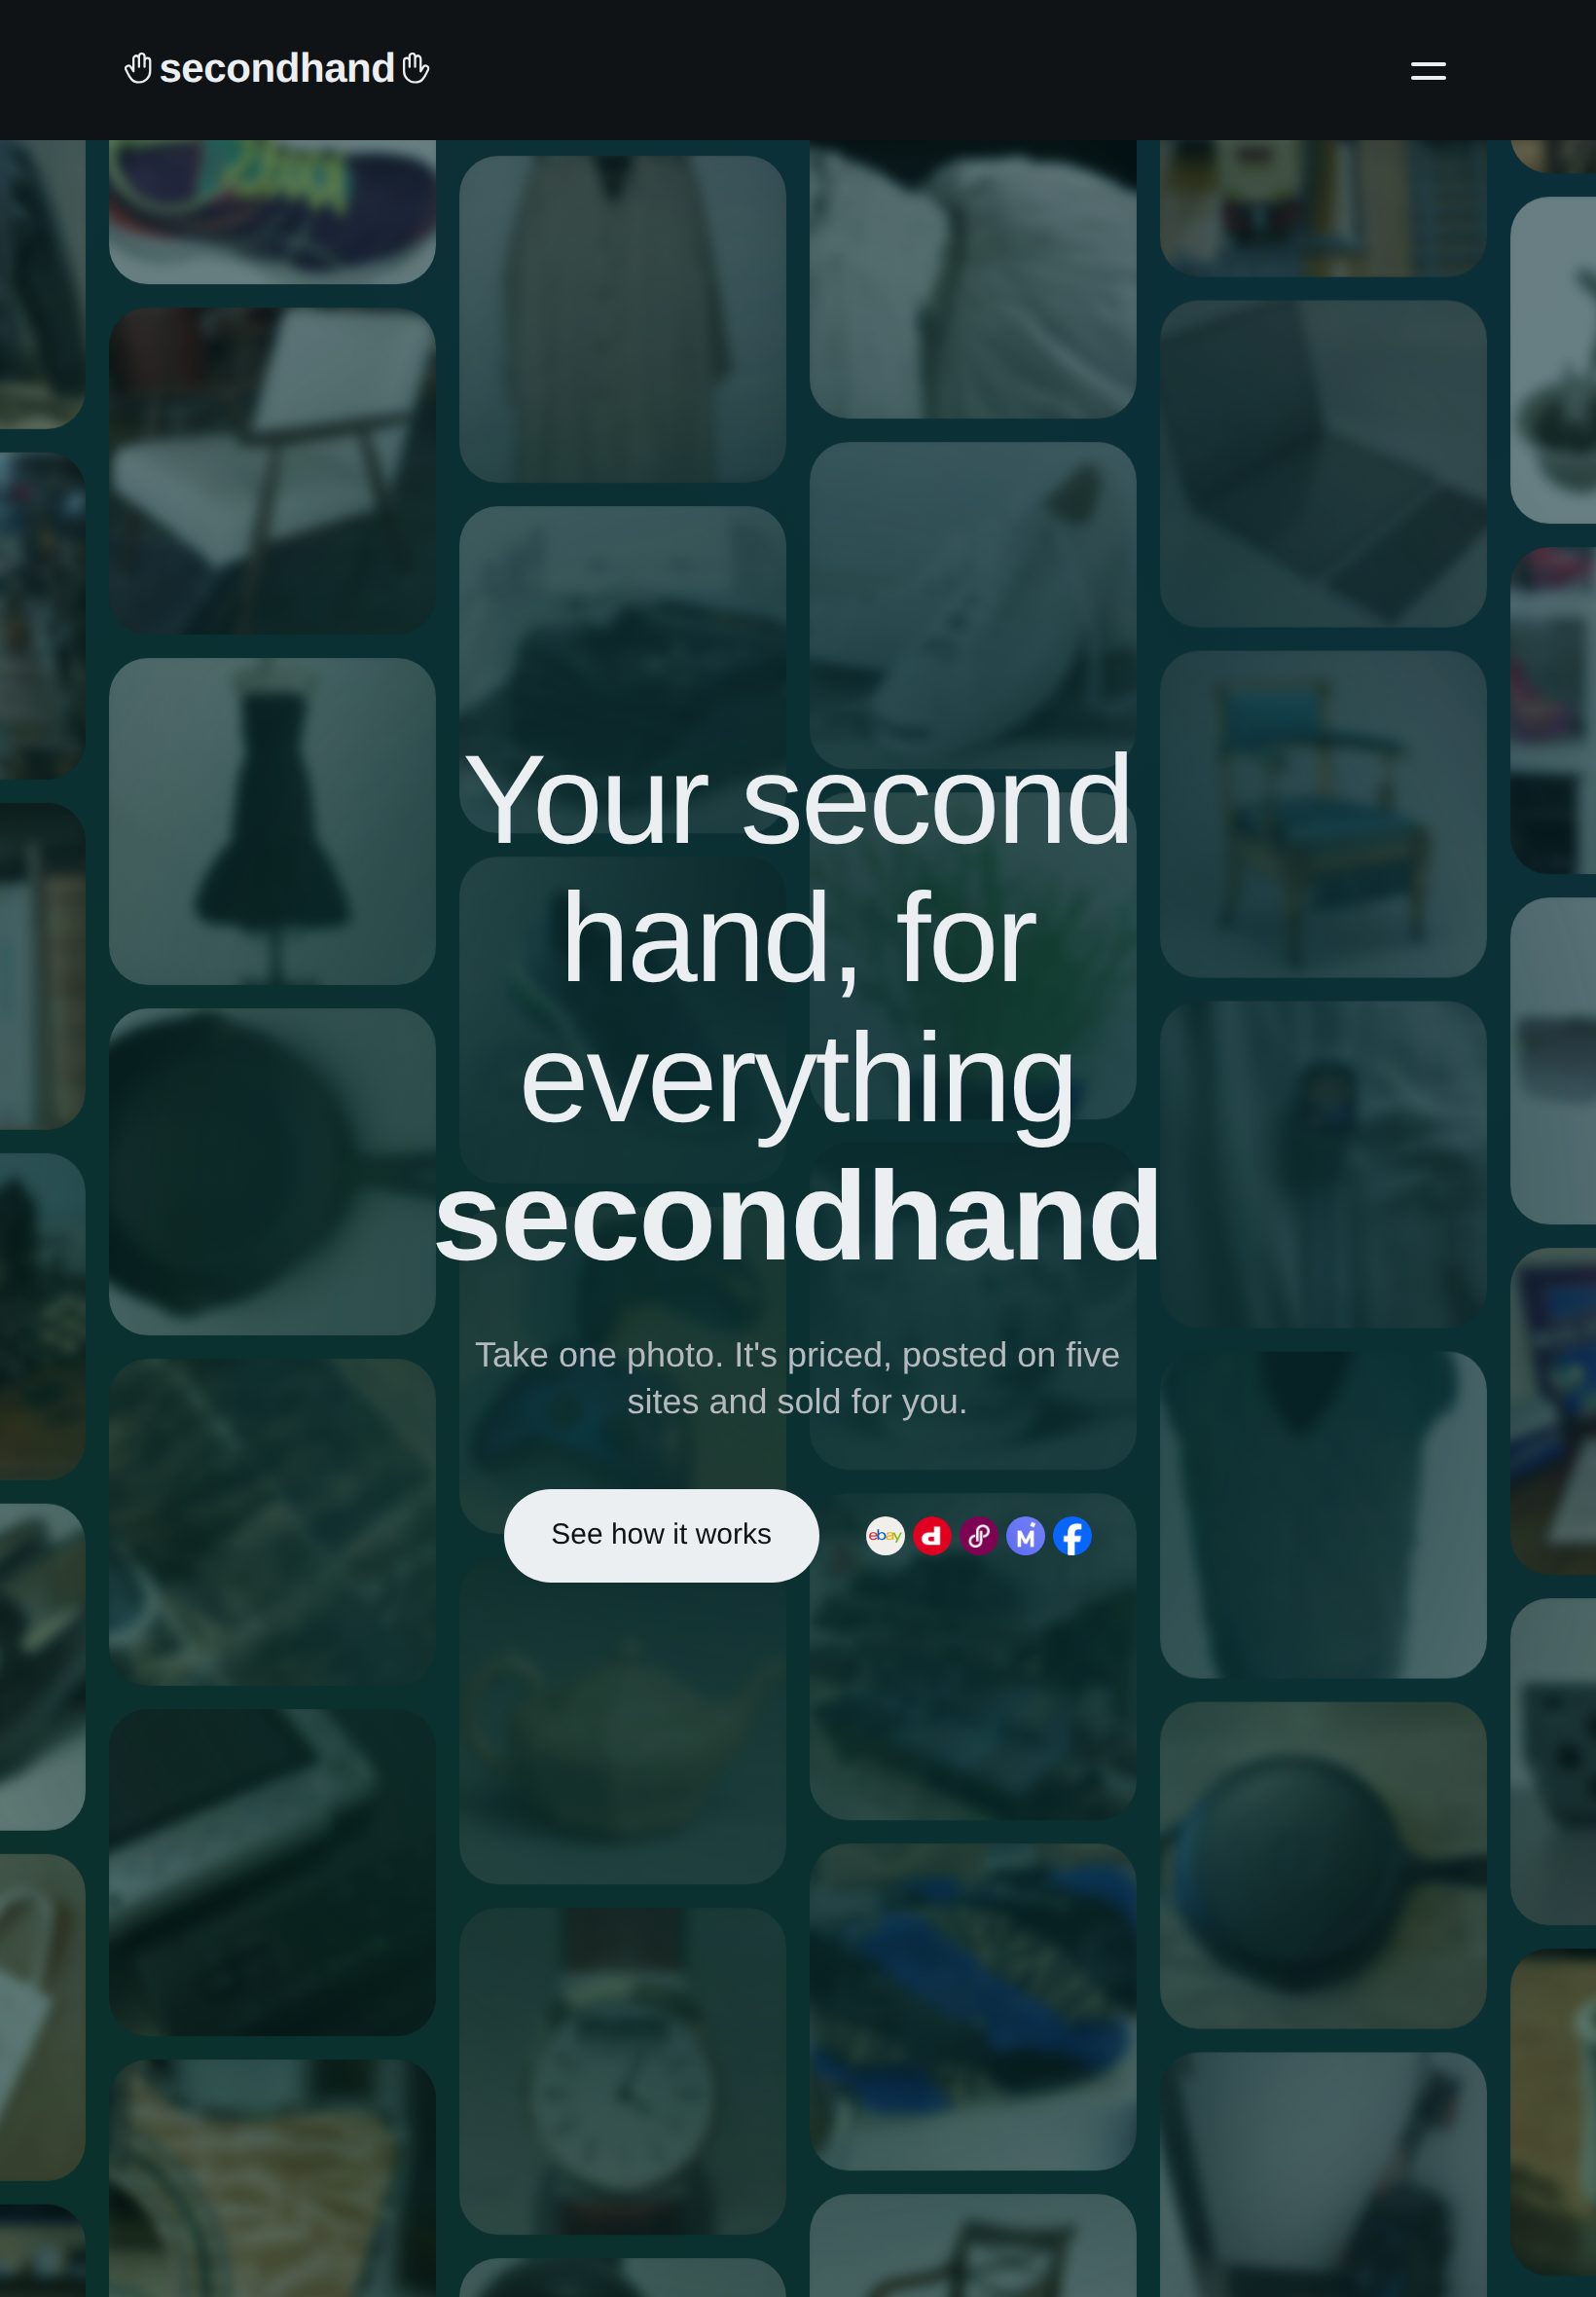 secondhand
Your second
hand, for
everything
secondhand
Take one photo. It's priced, posted on five
sites and sold for you.
See how it works
ebay